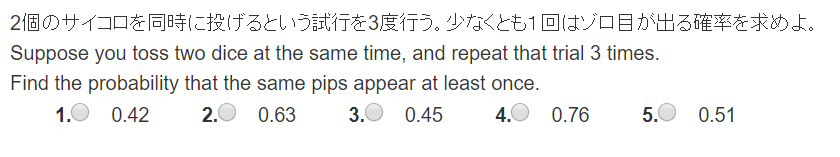 2個のサイコロを同時に投げるという試行を3度行う。少なくとも1回はゾロ目が出る確率を求めよ。
Suppose you toss two dice at the same time, and repeat that trial 3 times.
Find the probability that the same pips appear at least once.
1. 0.42 2. 0.63 3. 0.45 4. 0.76 5. 0.51